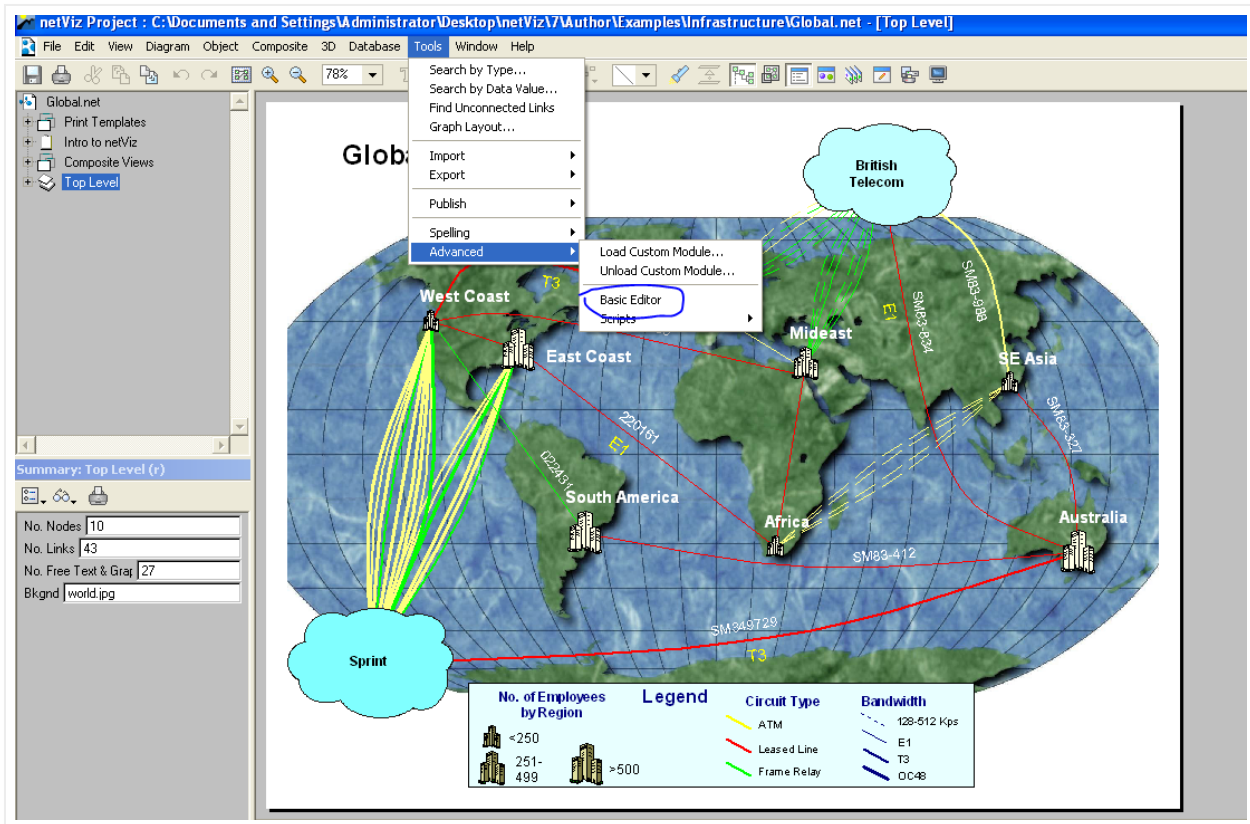 netViz Project : C:\Documents and Settings\Administrator\Desktop\netViz\7\Author\Examples\Infrastructure\Global.net - [Top Level]
File Edit View Diagram Object Composite 3D Database Tools Window Help
78%
Search by Type...
Search by Data Value...
Find Unconnected Links
Graph Layout...
Import
Export
Publish
Spelling
Advanced
Load Custom Module...
Unload Custom Module...
Basic Editor
Scripts
Global.net
Print Templates
Intro to netViz
Composite Views
Top Level
Summary: Top Level (r)
No. Nodes 10
No. Links 43
No. Free Text & Grap 27
Bkgnd world.jpg
British
Telecom
T3
West Coast
East Coast
Mideast
E1
SM83-834
SM83-988
SE Asia
SM83-327
220161
E1
022431
South America
Africa
Australia
SM83-412
SM349729
T3
Sprint
Legend
No. of Employees
by Region
<250
251-
499
>500
Circuit Type
ATM
Leased Line
Frame Relay
Bandwidth
128-512 Kps
E1
T3
OC48